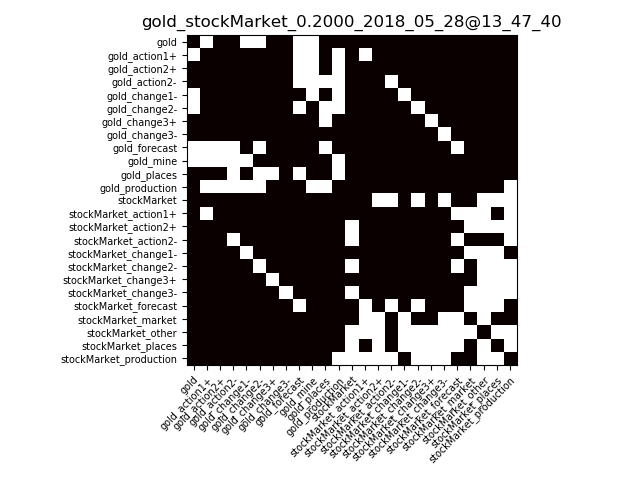 gold_stockMarket_0.2000_2018_05_28@13_47_40
gold
gold_action1+
gold_action2+
gold_action2-
gold_change1-
gold_change2-
gold_change3+
gold_change3-
gold_forecast
gold_mine
gold_places
gold_production
stockMarket
stockMarket_action1+
stockMarket_action2+
stockMarket_action2-
stockMarket_change1-
stockMarket_change2-
stockMarket_change3+
stockMarket_change3-
stockMarket_forecast
stockMarket_market
stockMarket_other
stockMarket_places
stockMarket_production
gold
gold_action1+
gold_action2+
gold_action2-
gold_change1-
gold_change2-
gold_change3+
gold_change3-
gold_forecast
gold_mine
gold_places
gold_production
stockMarket
stockMarket_action1+
stockMarket_action2+
stockMarket_action2-
stockMarket_change1-
stockMarket_change2-
stockMarket_change3+
stockMarket_change3-
stockMarket_forecast
stockMarket_market
stockMarket_other
stockMarket_places
stockMarket_production